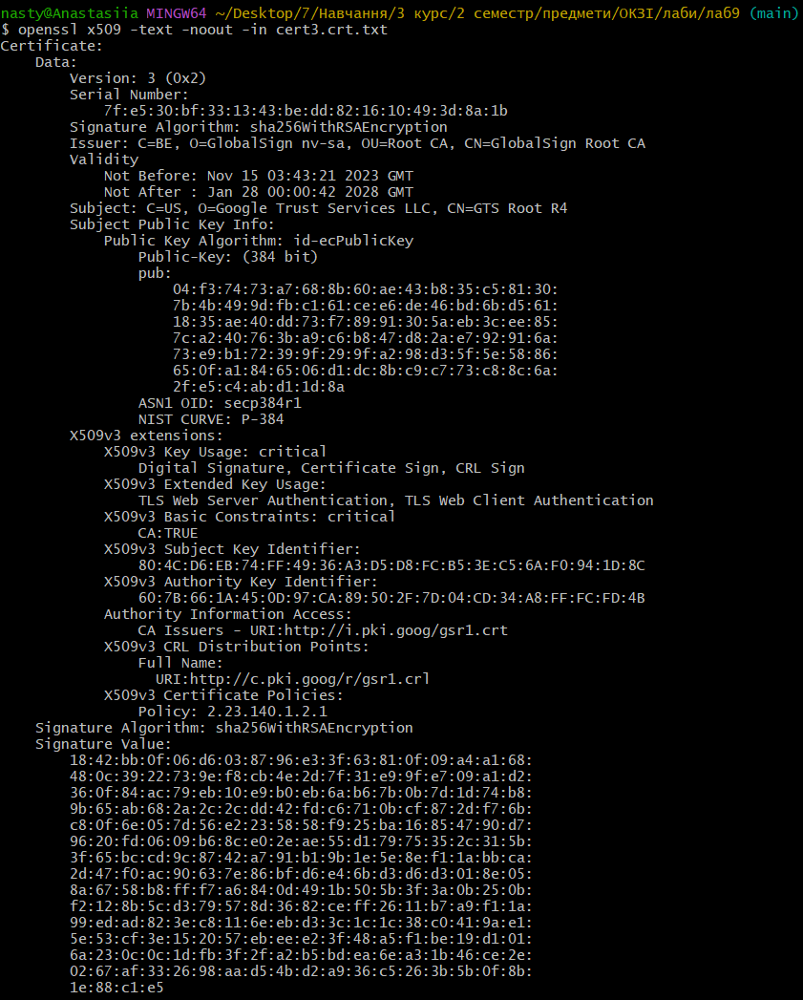 nasty@Anastasiia MINGW64 ~/Desktop/7/Навчання/3 курс/2 семестр/предмети/ОКЗІ/лаби/лаб9 (main)
$ openssl x509 -text -noout -in cert3.crt.txt
Certificate:
    Data:
        Version: 3 (0x2)
        Serial Number:
            7f:e5:30:bf:33:13:43:be:dd:82:16:10:49:3d:8a:1b
        Signature Algorithm: sha256WithRSAEncryption
        Issuer: C=BE, O=GlobalSign nv-sa, OU=Root CA, CN=GlobalSign Root CA
        Validity
            Not Before: Nov 15 03:43:21 2023 GMT
            Not After : Jan 28 00:00:42 2028 GMT
        Subject: C=US, O=Google Trust Services LLC, CN=GTS Root R4
        Subject Public Key Info:
            Public Key Algorithm: id-ecPublicKey
                Public-Key: (384 bit)
                pub:
                    04:f3:74:73:a7:68:8b:60:ae:43:b8:35:c5:81:30:
                    7b:4b:49:9d:fb:c1:61:ce:e6:de:46:bd:6b:d5:61:
                    18:35:ae:40:dd:73:f7:89:91:30:5a:eb:3c:ee:85:
                    7c:a2:40:76:3b:a9:c6:b8:47:d8:2a:e7:92:91:6a:
                    73:e9:b1:72:39:9f:29:9f:a2:98:d3:5f:5e:58:86:
                    65:0f:a1:84:65:06:d1:dc:8b:c9:c7:73:c8:8c:6a:
                    2f:e5:c4:ab:d1:1d:8a
                ASN1 OID: secp384r1
                NIST CURVE: P-384
        X509v3 extensions:
            X509v3 Key Usage: critical
                Digital Signature, Certificate Sign, CRL Sign
            X509v3 Extended Key Usage:
                TLS Web Server Authentication, TLS Web Client Authentication
            X509v3 Basic Constraints: critical
                CA:TRUE
            X509v3 Subject Key Identifier:
                80:4C:D6:EB:74:FF:49:36:A3:D5:D8:FC:B5:3E:C5:6A:F0:94:1D:8C
            X509v3 Authority Key Identifier:
                60:7B:66:1A:45:0D:97:CA:89:50:2F:7D:04:CD:34:A8:FF:FC:FD:4B
            Authority Information Access:
                CA Issuers - URI:http://i.pki.goog/gsr1.crt
            X509v3 CRL Distribution Points:
                Full Name:
                  URI:http://c.pki.goog/r/gsr1.crl
            X509v3 Certificate Policies:
                Policy: 2.23.140.1.2.1
    Signature Algorithm: sha256WithRSAEncryption
    Signature Value:
        18:42:bb:0f:06:d6:03:87:96:e3:3f:63:81:0f:09:a4:a1:68:
        48:0c:39:22:73:9e:f8:cb:4e:2d:7f:31:e9:9f:e7:09:a1:d2:
        36:0f:84:ac:79:eb:10:e9:b0:eb:6a:b6:7b:0b:7d:1d:74:b8:
        9b:65:ab:68:2a:2c:2c:dd:42:fd:c6:71:0b:cf:87:2d:f7:6b:
        c8:0f:6e:05:7d:56:e2:23:58:58:f9:25:ba:16:85:47:90:d7:
        96:20:fd:06:09:b6:8c:e0:2e:ae:55:d1:79:75:35:2c:31:5b:
        3f:65:bc:cd:9c:87:42:a7:91:b1:9b:1e:5e:8e:f1:1a:bb:ca:
        2d:47:f0:ac:90:63:7e:86:bf:d6:e4:6b:d3:d6:d3:01:8e:05:
        8a:67:58:b8:ff:f7:a6:84:0d:49:1b:50:5b:3f:3a:0b:25:0b:
        f2:12:8b:5c:d3:79:57:8d:36:82:ce:ff:26:11:b7:a9:f1:1a:
        99:ed:ad:82:3e:c8:11:6e:eb:d3:3c:1c:1c:38:c0:41:9a:e1:
        5e:53:cf:3e:15:20:57:eb:ee:e2:3f:48:a5:f1:be:19:d1:01:
        6a:23:0c:0c:1d:fb:3f:2f:a2:b5:bd:ea:6e:a3:1b:46:ce:2e:
        02:67:af:33:26:98:aa:d5:4b:d2:a9:36:c5:26:3b:5b:0f:8b:
        1e:88:c1:e5